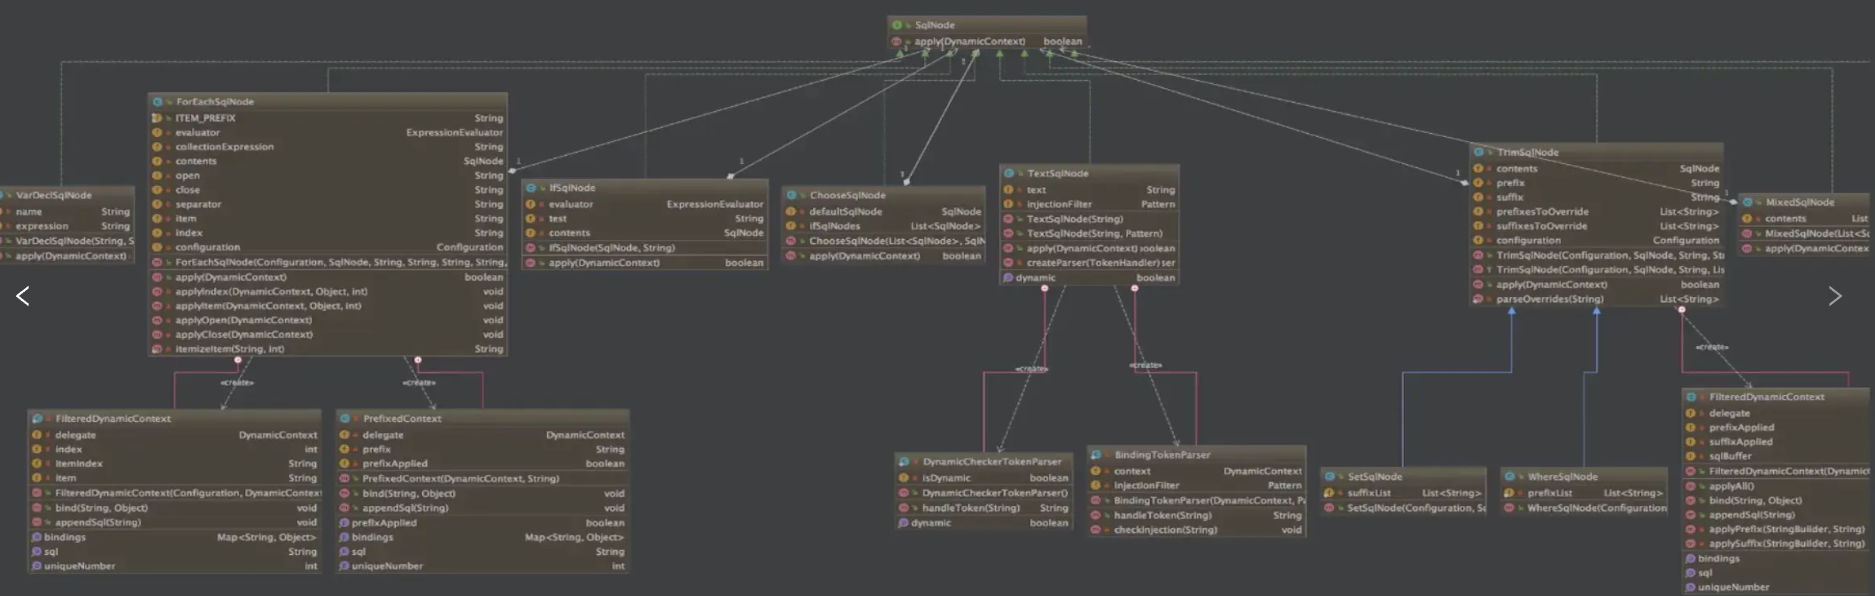 SqlNode
apply(DynamicContext) boolean
1
1
1
VarDeclSqlNode
name String
expression String
VarDeclSqlNode(String, S
apply(DynamicContext)
ForEachSqlNode
ITEM_PREFIX String
evaluator ExpressionEvaluator
collectionExpression String
contents SqlNode
open String
close String
separator String
item String
index String
configuration Configuration
ForEachSqlNode(Configuration, SqlNode, String, String, String, String,
apply(DynamicContext) boolean
applyIndex(DynamicContext, Object, int) void
applyItem(DynamicContext, Object, int) void
applyOpen(DynamicContext) void
applyClose(DynamicContext) void
itemizeItem(String, int) String
1
IfSqlNode
evaluator ExpressionEvaluator
test String
contents SqlNode
IfSqlNode(SqlNode, String)
apply(DynamicContext) boolean
1
ChooseSqlNode
defaultSqlNode SqlNode
ifSqlNodes List<SqlNode>
ChooseSqlNode(List<SqlNode>, SqlN
apply(DynamicContext) boolean
1
TextSqlNode
text String
injectionFilter Pattern
TextSqlNode(String)
TextSqlNode(String, Pattern)
apply(DynamicContext) boolean
createParser(TokenHandler) ser
dynamic boolean
1
TrimSqlNode
contents SqlNode
prefix String
suffix String
prefixesToOverride List<String>
suffixesToOverride List<String>
configuration Configuration
TrimSqlNode(Configuration, SqlNode, String, St
TrimSqlNode(Configuration, SqlNode, String, Lis
apply(DynamicContext) boolean
parseOverrides(String) List<String>
1
MixedSqlNode
contents List
MixedSqlNode(List<Sq
apply(DynamicContex
«create»
«create»
«create»
«create»
«create»
FilteredDynamicContext
delegate DynamicContext
index int
itemIndex String
item String
FilteredDynamicContext(Configuration, DynamicContext
bind(String, Object) void
appendSql(String) void
bindings Map<String, Object>
sql String
uniqueNumber int
PrefixedContext
delegate DynamicContext
prefix String
prefixApplied boolean
PrefixedContext(DynamicContext, String)
bind(String, Object) void
appendSql(String) void
prefixApplied boolean
bindings Map<String, Object>
sql String
uniqueNumber int
DynamicCheckerTokenParser
isDynamic boolean
DynamicCheckerTokenParser()
handleToken(String) String
dynamic boolean
BindingTokenParser
context DynamicContext
injectionFilter Pattern
BindingTokenParser(DynamicContext, Pa
handleToken(String) String
checkInjection(String) void
SetSqlNode
suffixList List<String>
SetSqlNode(Configuration, Sq
WhereSqlNode
prefixList List<String>
WhereSqlNode(Configuration
FilteredDynamicContext
delegate
prefixApplied
suffixApplied
sqlBuffer
FilteredDynamicContext(Dynamict
applyAll()
bind(String, Object)
appendSql(String)
applyPrefix(StringBuilder, String)
applySuffix(StringBuilder, String)
bindings
sql
uniqueNumber